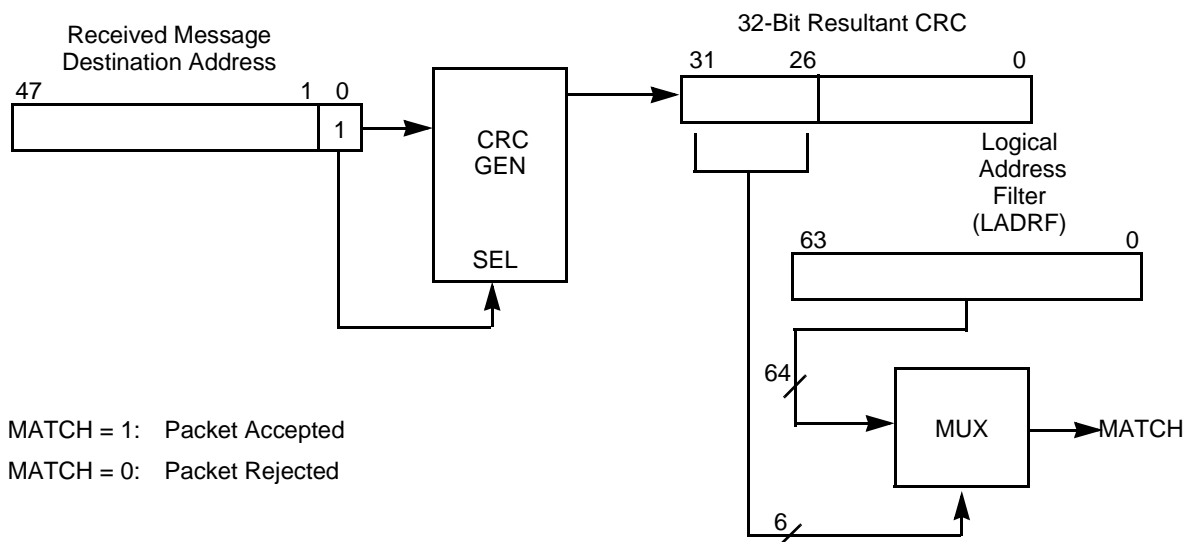 Received Message
Destination Address
47 1 0
1
CRC
GEN
SEL
32-Bit Resultant CRC
31 26 0
Logical
Address
Filter
(LADRF)
63 0
64
MUX
MATCH
6
MATCH = 1: Packet Accepted
MATCH = 0: Packet Rejected